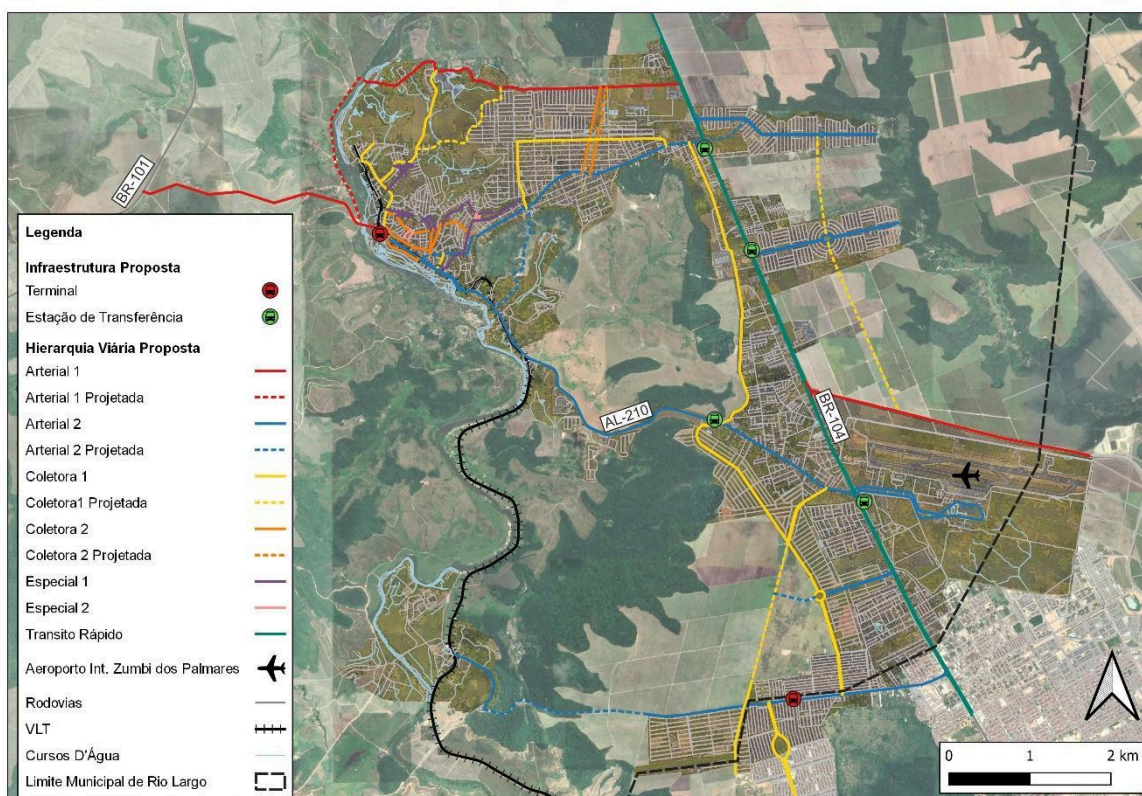 BR-101
AL-210
BR-104
Legenda
Infraestrutura Proposta
Terminal
Estação de Transferência
Hierarquia Viária Proposta
Arterial 1
Arterial 1 Projetada
Arterial 2
Arterial 2 Projetada
Coletora 1
Coletora1 Projetada
Coletora 2
Coletora 2 Projetada
Especial 1
Especial 2
Transito Rápido
Aeroporto Int. Zumbi dos Palmares
Rodovias
VLT
Cursos D'Água
Limite Municipal de Rio Largo
0 1 2 km